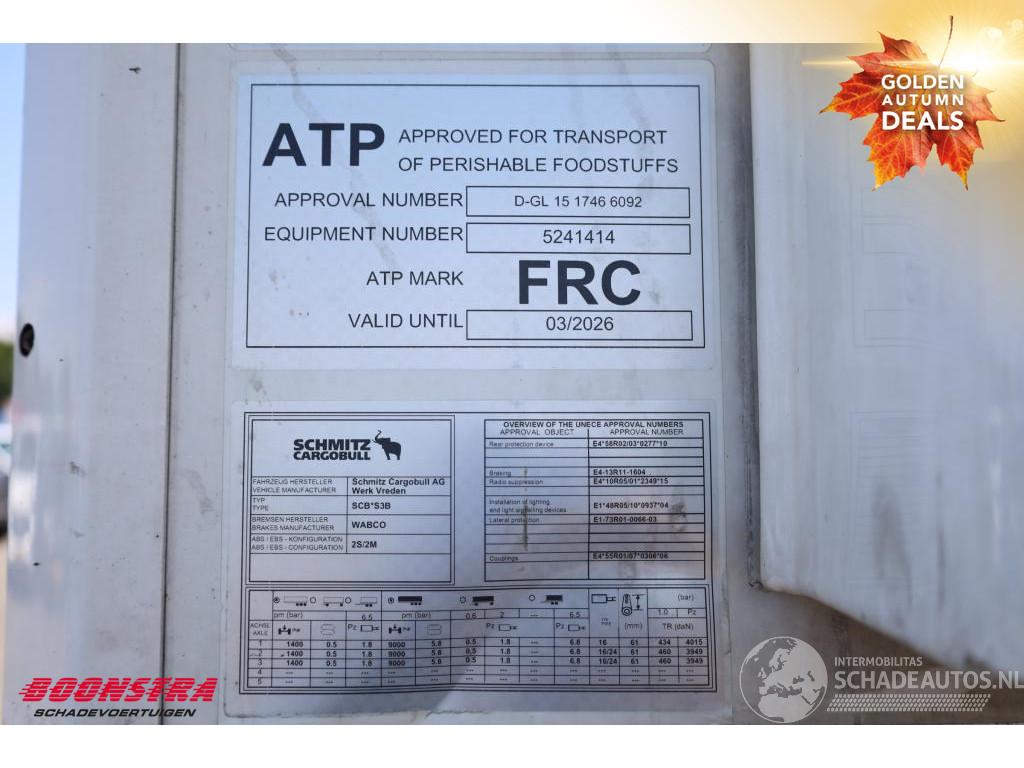 GOLDEN
AUTUMN
DEALS
ATP APPROVED FOR TRANSPORT
OF PERISHABLE FOODSTUFFS
APPROVAL NUMBER D-GL 15 1746 6092
EQUIPMENT NUMBER 5241414
ATP MARK FRC
VALID UNTIL 03/2026
SCHMITZ
CARGOBULL
FAHRZEUG HERSTELLER
VEHICLE MANUFACTURER
Schmitz Cargobull AG
Werk Vreden
TYP
TYPE
SCB*S3B
BREMSEN HERSTELLER
BRAKES MANUFACTURER
WABCO
ABS / EBS - KONFIGURATION
ABS / EBS - CONFIGURATION
2S/2M
OVERVIEW OF THE UNECE APPROVAL NUMBERS
APPROVAL OBJECT APPROVAL NUMBER
Rear protection device E4*58R02/03*0277*10
Braking E4-13R11-1604
Radio suppression E4*10R05/01*2349*15
Installation of lighting
and light signalling devices E1*48R05/10*0937*04
Lateral protection E1-73R01-0066-03
Couplings E4*55R01/07*0306*06
(bar)
pm (bar) 6.5 pm (bar) 0.6 2 --- 6.5 1.0 Pz
ACHSE
AXLE
Pz Pz Pz (mm) TR (daN)
1 1400 0.5 1.8 9000 5.8 0.5 1.8 --- 6.8 16 61 434 4015
2 1400 0.5 1.8 9000 5.8 0.5 1.8 --- 6.8 16/24 61 460 3949
3 1400 0.5 1.8 9000 5.8 0.5 1.8 --- 6.8 16/24 61 460 3949
4 --- --- --- --- --- --- --- --- --- --- --- --- ---
5 --- --- --- --- --- --- --- --- --- --- --- --- ---
BOONSTRA
SCHADEVOERTUIGEN
INTERMOBILITAS
SCHADEAUTOS.NL